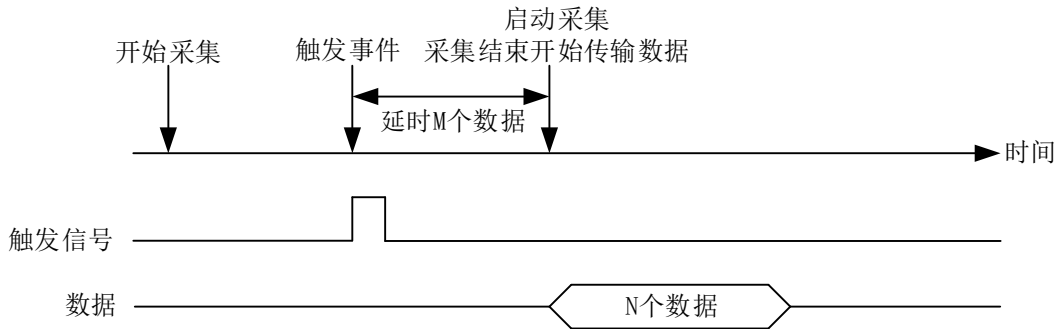 启动采集
开始采集
触发事件
采集结束开始传输数据
延时M个数据
时间
触发信号
数据
N个数据